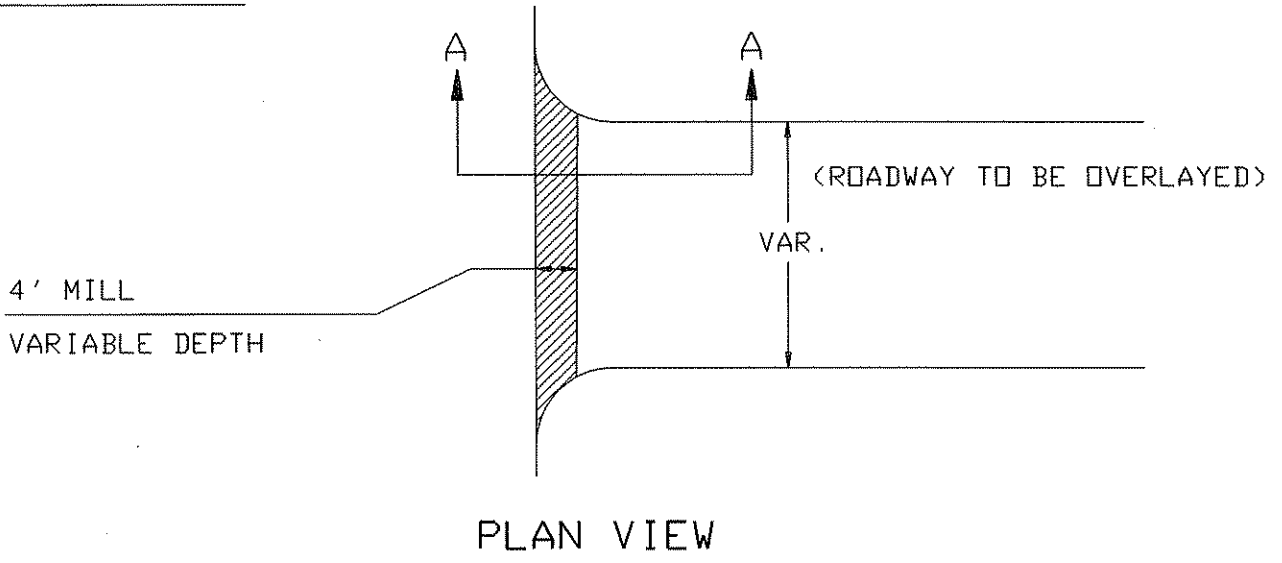 A
A
(ROADWAY TO BE OVERLAYED)
VAR.
4' MILL
VARIABLE DEPTH
PLAN VIEW